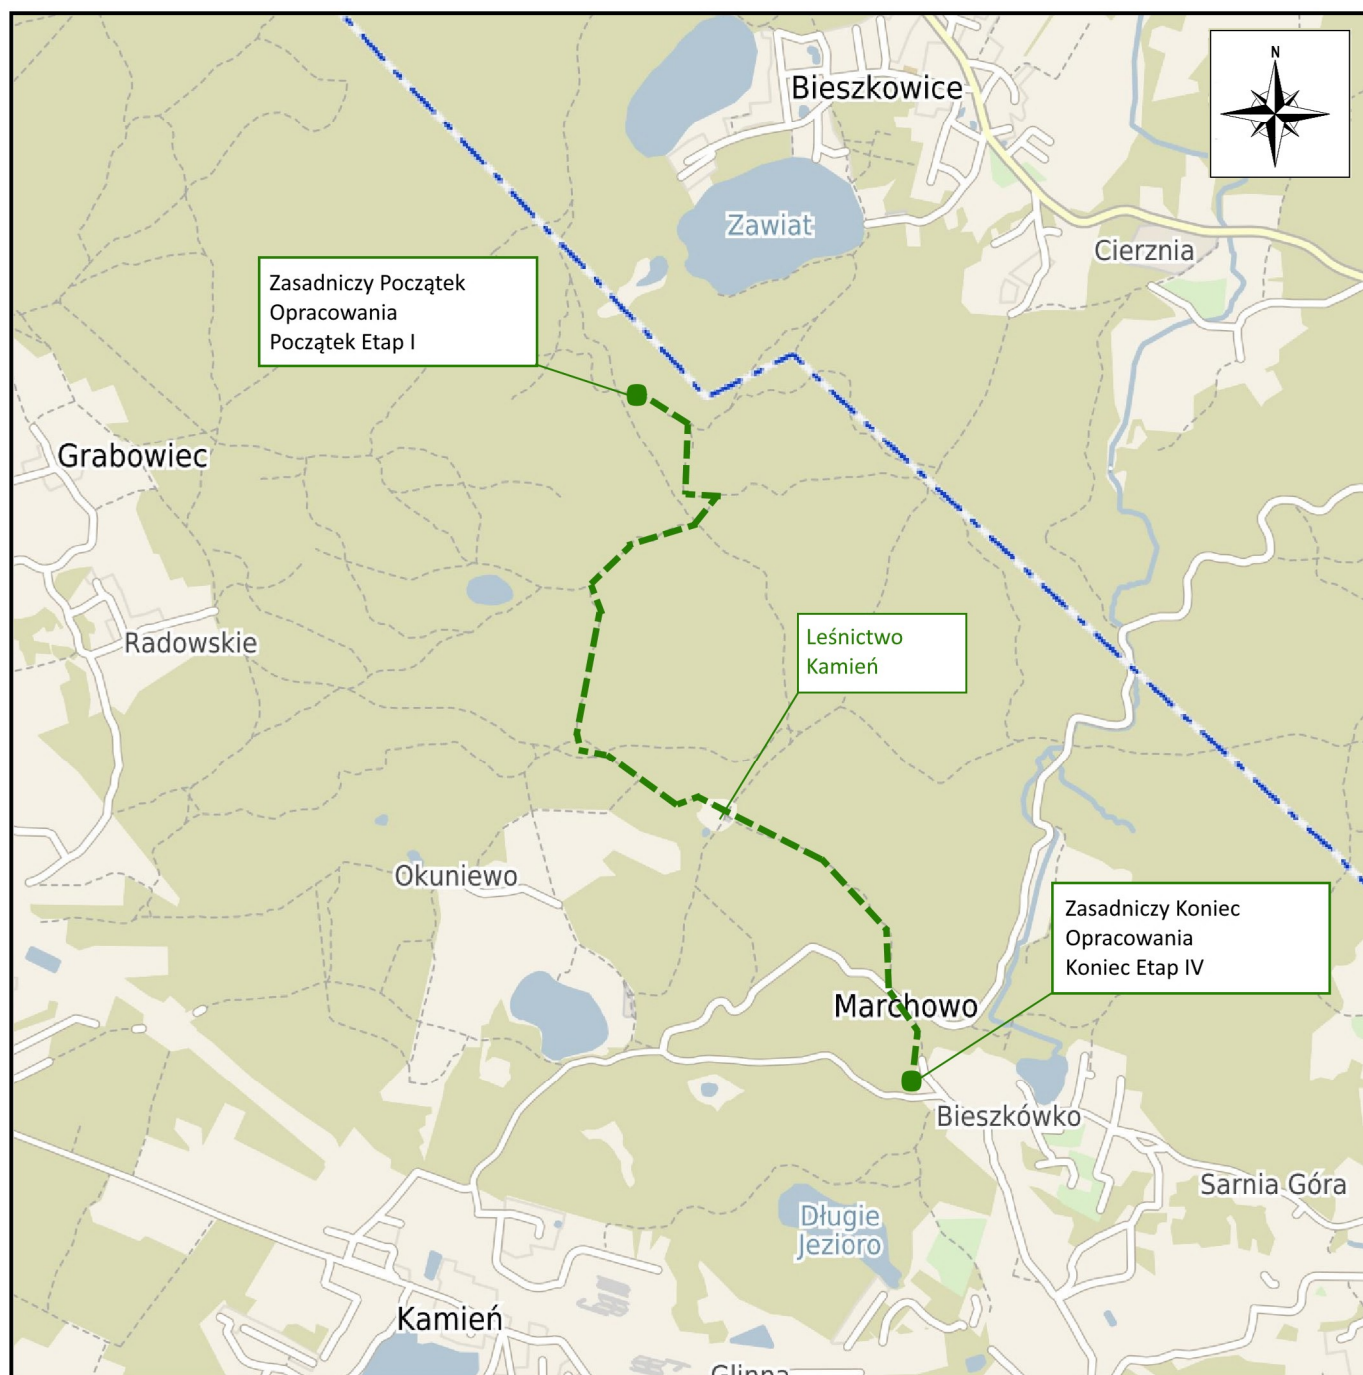 N
Bieszkowice
Zawiat
Cierznia
Zasadniczy Początek
Opracowania
Początek Etap I
Grabowiec
Radowskie
Leśnictwo
Kamień
Okuniewo
Zasadniczy Koniec
Opracowania
Koniec Etap IV
Marchowo
Bieszkówko
Sarnia Góra
Długie
Jezioro
Kamień
Glinna